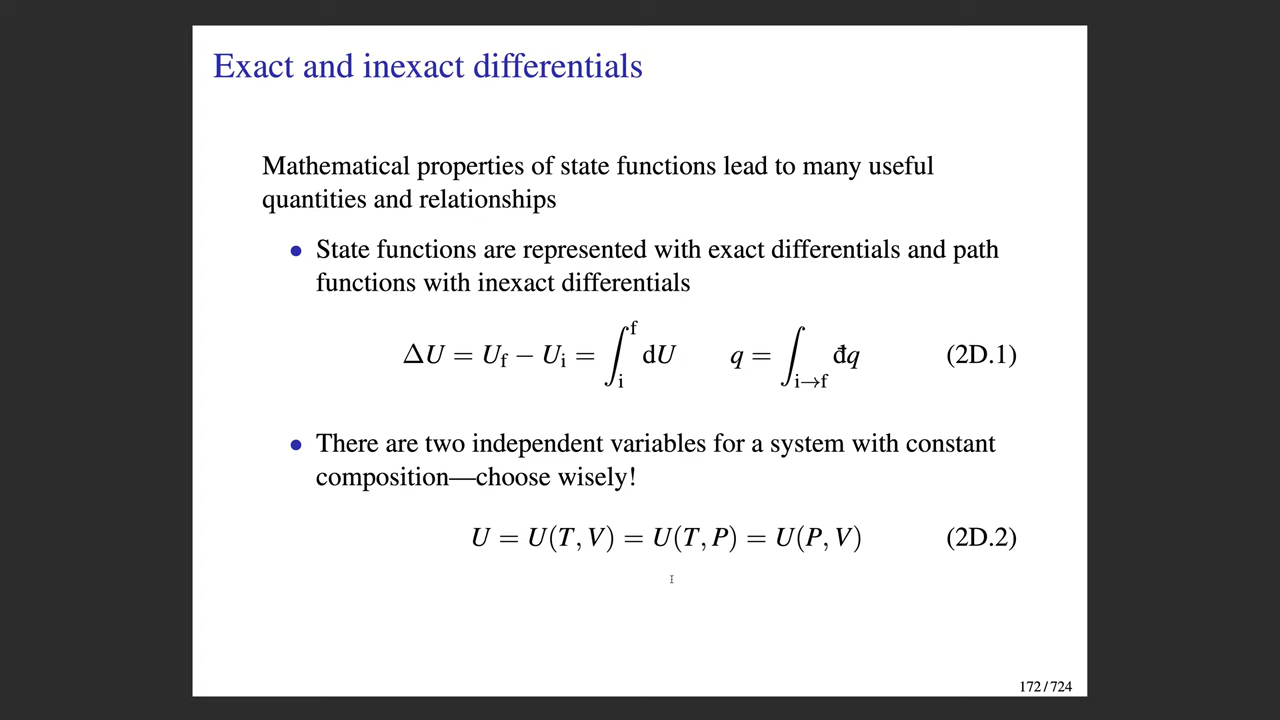 Exact and inexact differentials
Mathematical properties of state functions lead to many useful
quantities and relationships
• State functions are represented with exact differentials and path
functions with inexact differentials
ΔU = U_f − U_i = ∫_i^f dU  q = ∫_{i→f} đq  (2D.1)
• There are two independent variables for a system with constant
composition—choose wisely!
U = U(T, V) = U(T, P) = U(P, V)  (2D.2)
172 / 724